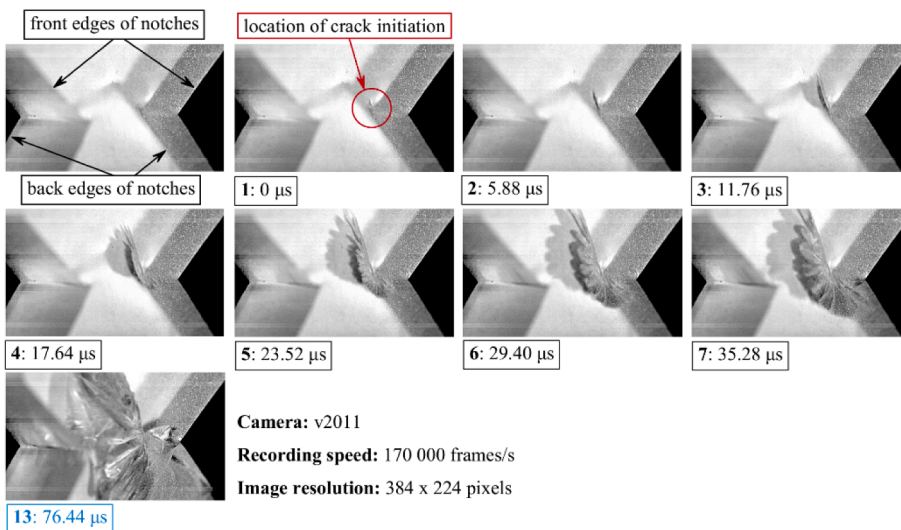 front edges of notches
location of crack initiation
back edges of notches
1: 0 μs
2: 5.88 μs
3: 11.76 μs
4: 17.64 μs
5: 23.52 μs
6: 29.40 μs
7: 35.28 μs
Camera: v2011
Recording speed: 170 000 frames/s
Image resolution: 384 x 224 pixels
13: 76.44 μs